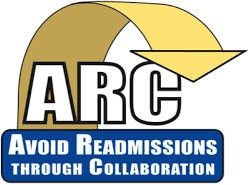 ARC
AVOID READMISSIONS
THROUGH COLLABORATION